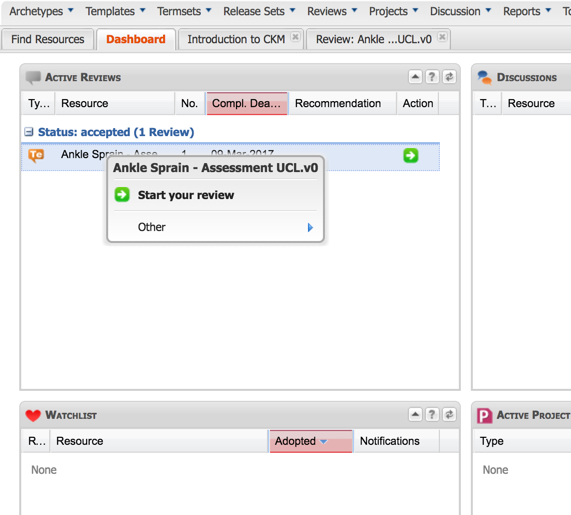 Archetypes Templates Termsets Release Sets Reviews Projects Discussion Reports
Find Resources Dashboard Introduction to CKM Review: Ankle ...UCL.v0
Active Reviews
Ty... Resource No. Compl. Dea... Recommendation Action
Status: accepted (1 Review)
Te Ankle Sprain - Asse... 1 09-Mar-2017
Ankle Sprain - Assessment UCL.v0
Start your review
Other
Discussions
T... Resource
Watchlist
R... Resource Adopted Notifications
None
Active Project
Type
None